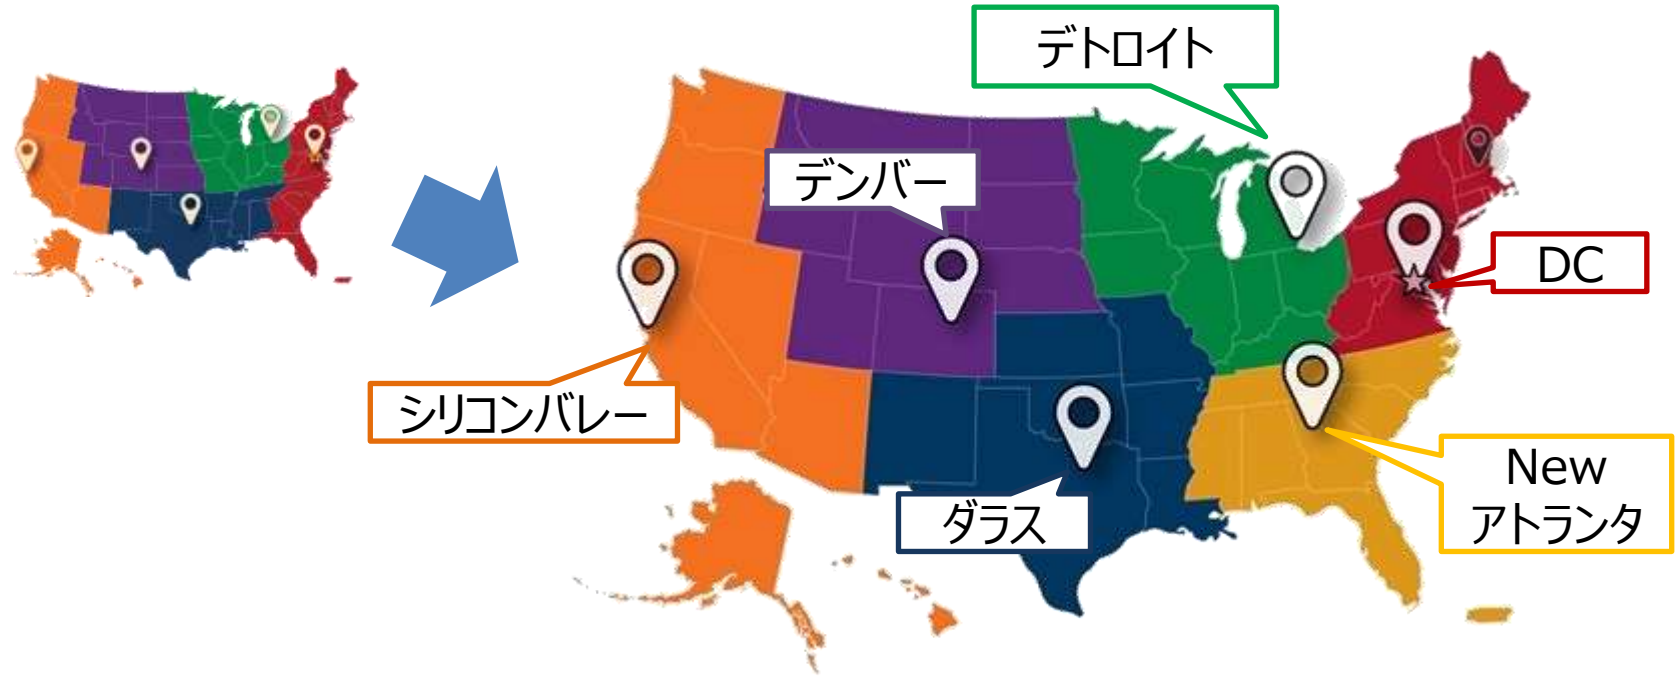 デトロイト
デンバー
DC
シリコンバレー
New
アトランタ
ダラス